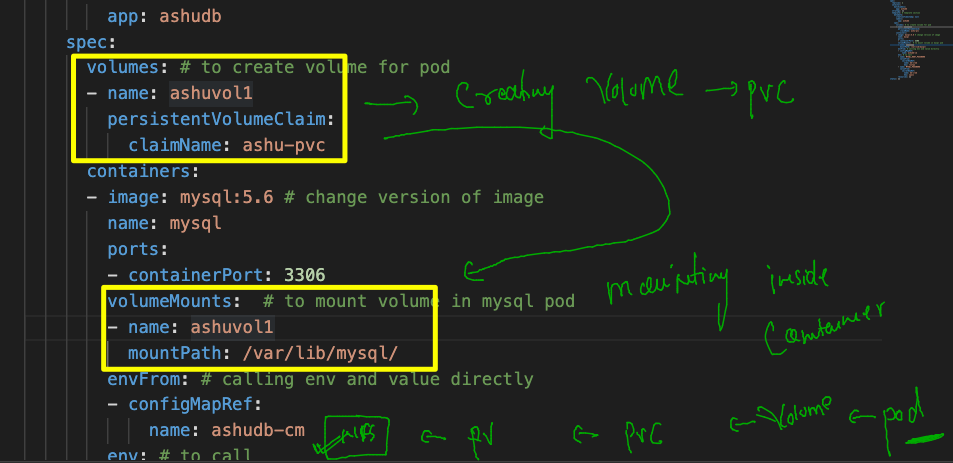 app: ashudb
spec:
volumes: # to create volume for pod
- name: ashuvol1
persistentVolumeClaim:
claimName: ashu-pvc
→ Creating Volume → pvc
containers:
- image: mysql:5.6 # change version of image
name: mysql
ports:
- containerPort: 3306
volumeMounts: # to mount volume in mysql pod
- name: ashuvol1
mountPath: /var/lib/mysql/
mounting inside
Container
envFrom: # calling env and value directly
- configMapRef:
name: ashudb-cm
← PV ← PVC ← Volume ← pod
env: # to call